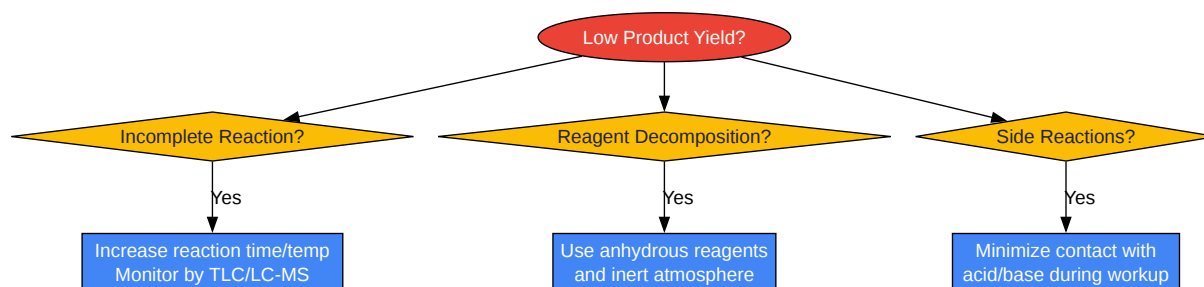 Low Product Yield?
Incomplete Reaction?
Reagent Decomposition?
Side Reactions?
Yes
Yes
Yes
Increase reaction time/temp
Monitor by TLC/LC-MS
Use anhydrous reagents
and inert atmosphere
Minimize contact with
acid/base during workup